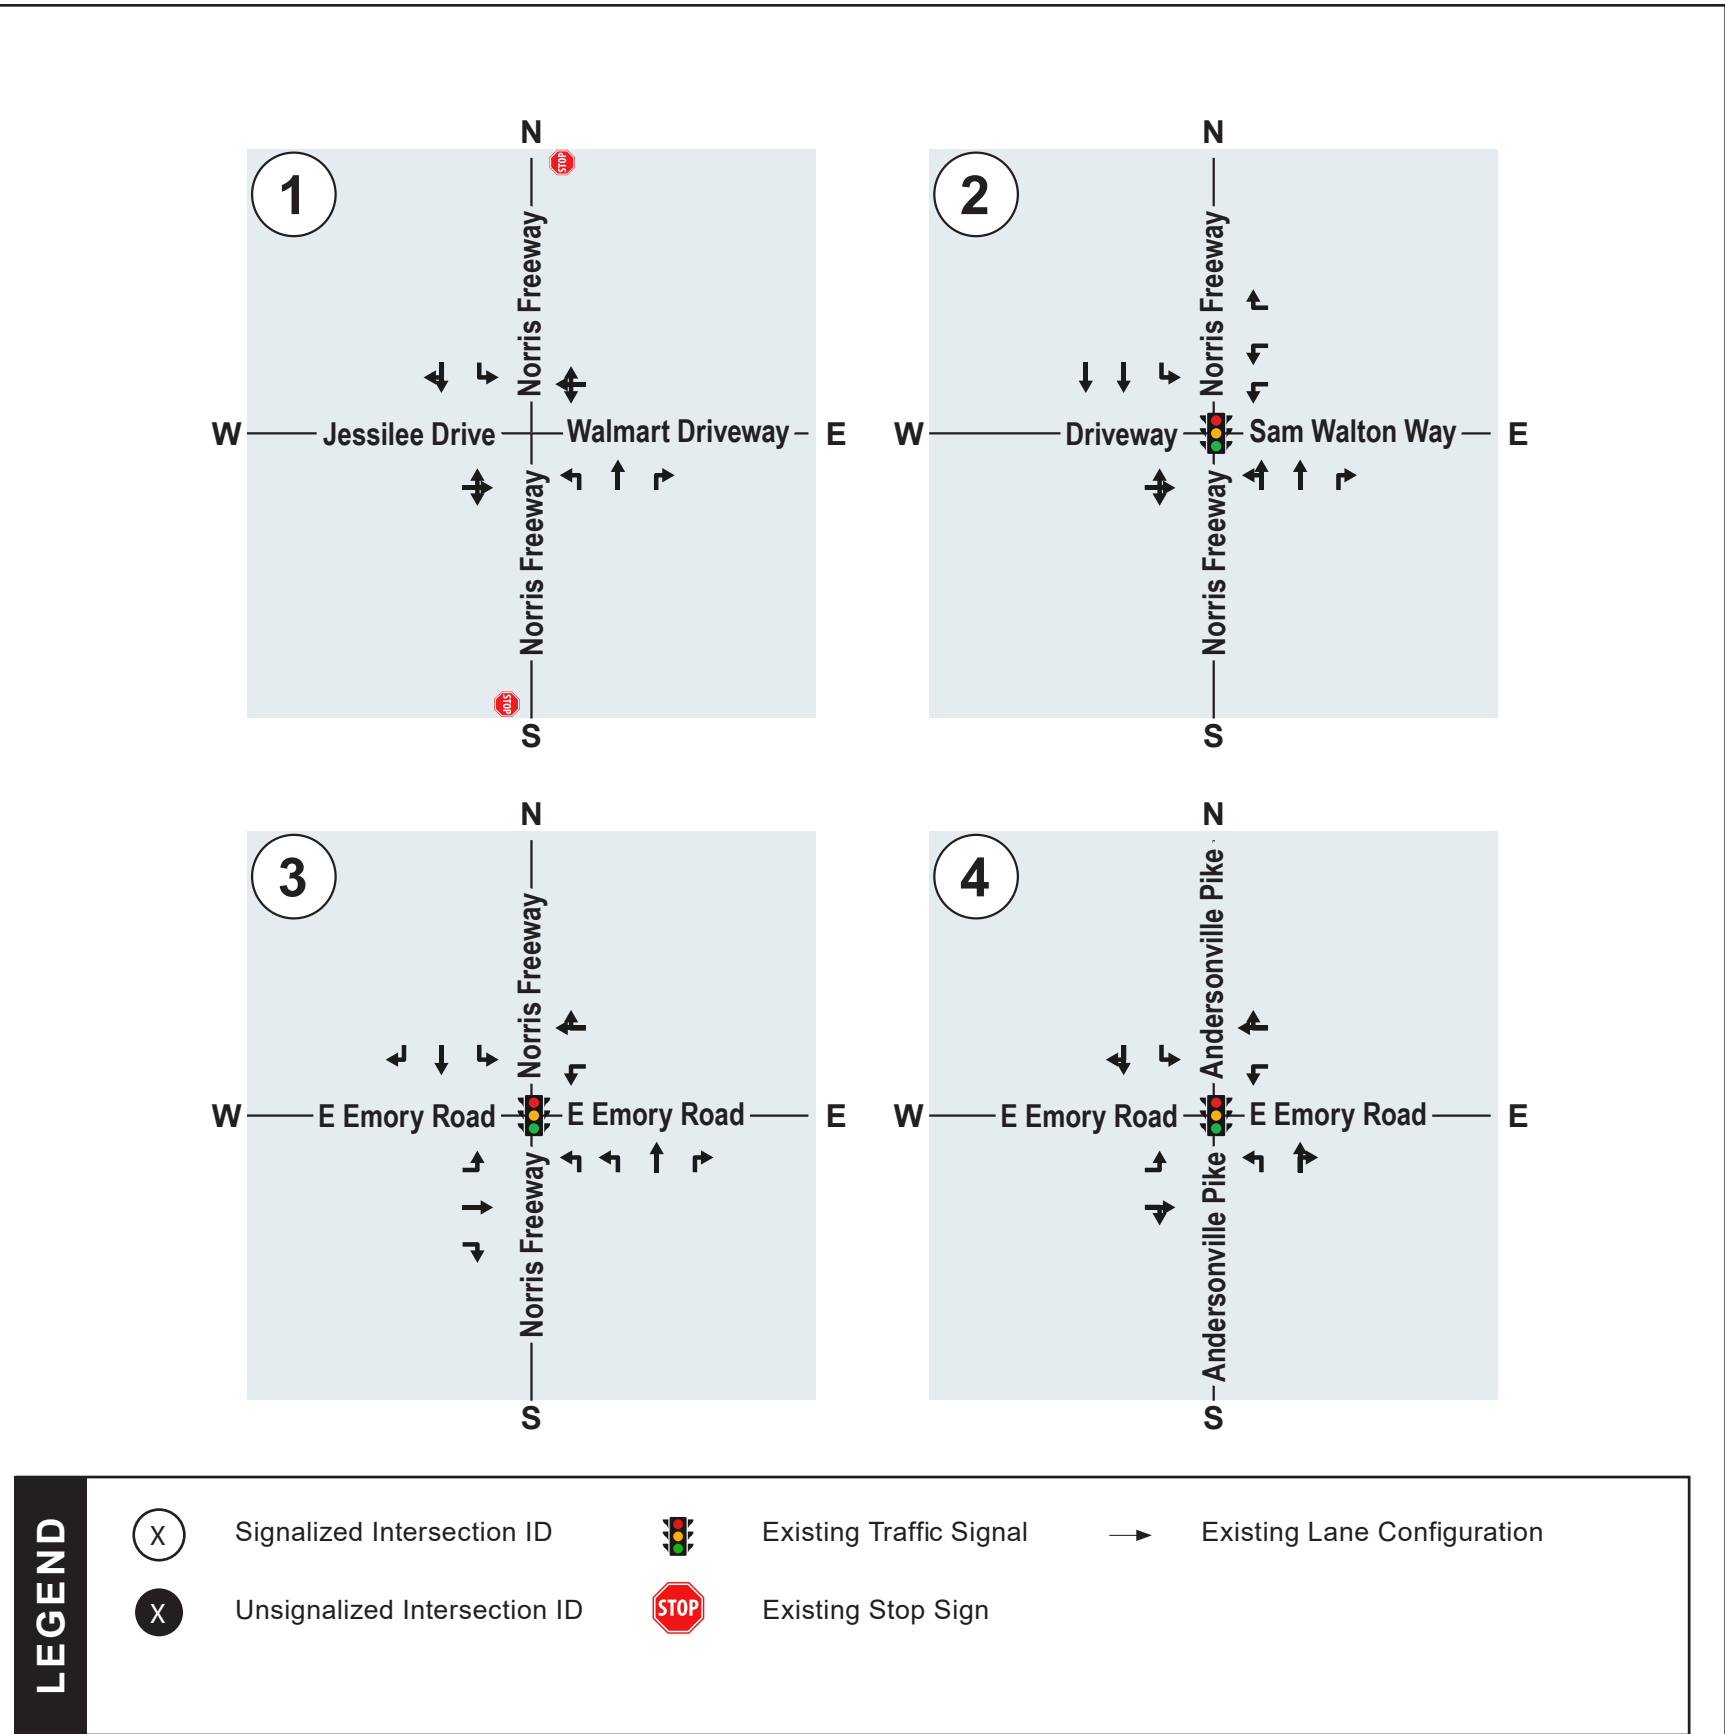 N
N
1
STOP
2
Norris Freeway
Norris Freeway
W
Jessilee Drive
Walmart Driveway
E
W
Driveway
Sam Walton Way
E
Norris Freeway
Norris Freeway
STOP
S
S
N
N
3
4
Norris Freeway
Andersonville Pike
W
E Emory Road
E Emory Road
E
W
E Emory Road
E Emory Road
E
Norris Freeway
Andersonville Pike
S
S
LEGEND
X
Signalized Intersection ID
Existing Traffic Signal
Existing Lane Configuration
X
Unsignalized Intersection ID
STOP
Existing Stop Sign